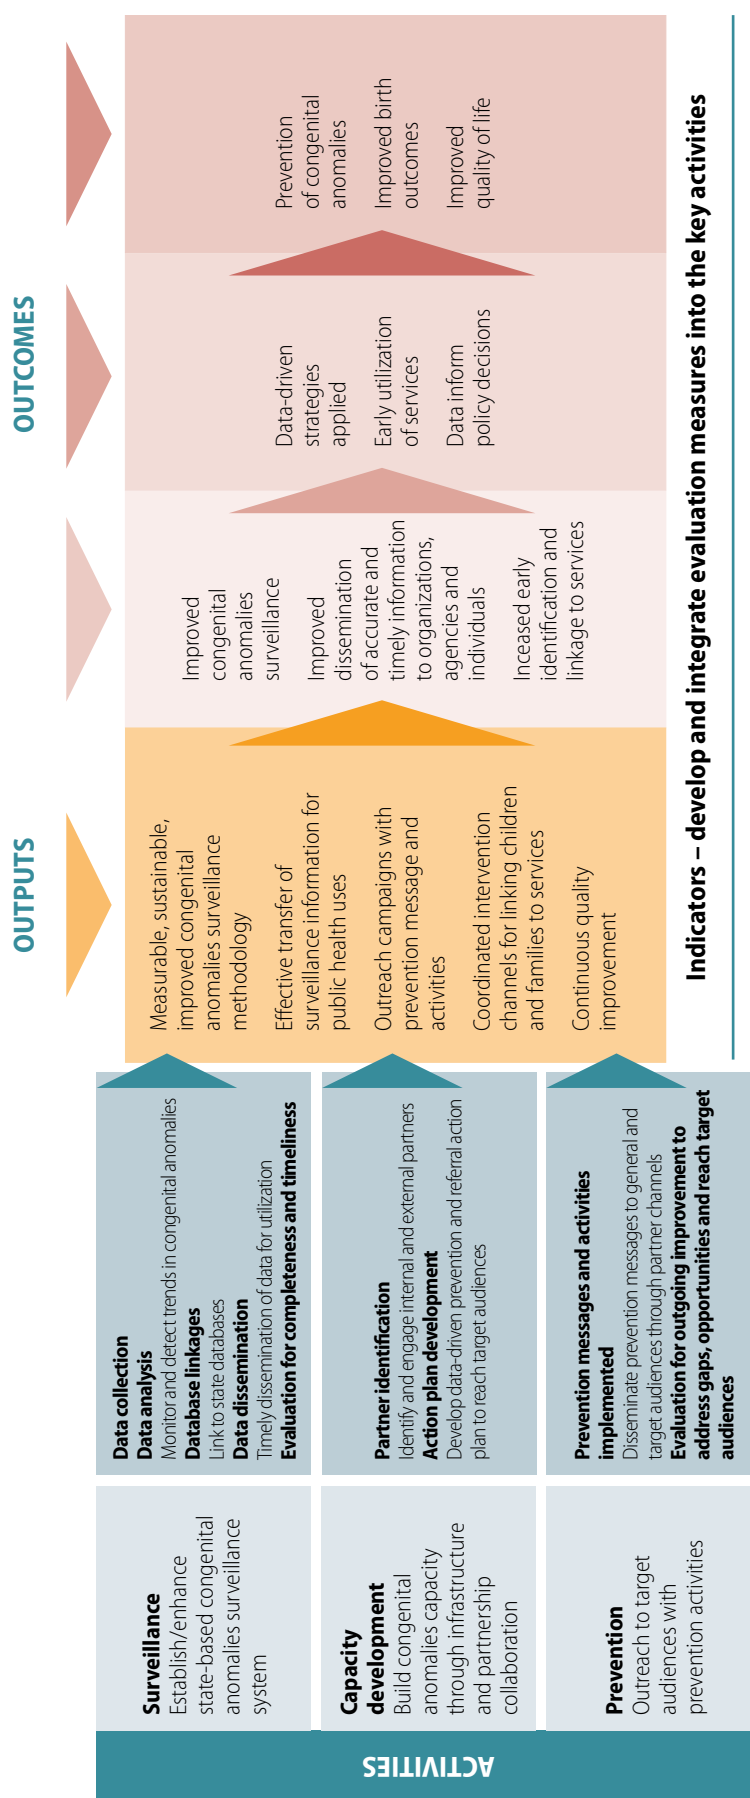 ACTIVITIES
Surveillance
Establish/enhance
state-based congenital
anomalies surveillance
system
Capacity
development
Build congenital
anomalies capacity
through infrastructure
and partnership
collaboration
Prevention
Outreach to target
audiences with
prevention activities
Data collection
Data analysis
Monitor and detect trends in congenital anomalies
Database linkages
Link to state databases
Data dissemination
Timely dissemination of data for utilization
Evaluation for completeness and timeliness
Partner identification
Identify and engage internal and external partners
Action plan development
Develop data-driven prevention and referral action
plan to reach target audiences
Prevention messages and activities
implemented
Disseminate prevention messages to general and
target audiences through partner channels
Evaluation for outgoing improvement to
address gaps, opportunities and reach target
audiences
OUTPUTS
Measurable, sustainable,
improved congenital
anomalies surveillance
methodology
Effective transfer of
surveillance information for
public health uses
Outreach campaigns with
prevention message and
activities
Coordinated intervention
channels for linking children
and families to services
Continuous quality
improvement
OUTCOMES
Improved
congenital
anomalies
surveillance
Improved
dissemination
of accurate and
timely information
to organizations,
agencies and
individuals
Inceased early
identification and
linkage to services
Data-driven
strategies
applied
Early utilization
of services
Data inform
policy decisions
Prevention
of congenital
anomalies
Improved birth
outcomes
Improved
quality of life
Indicators – develop and integrate evaluation measures into the key activities